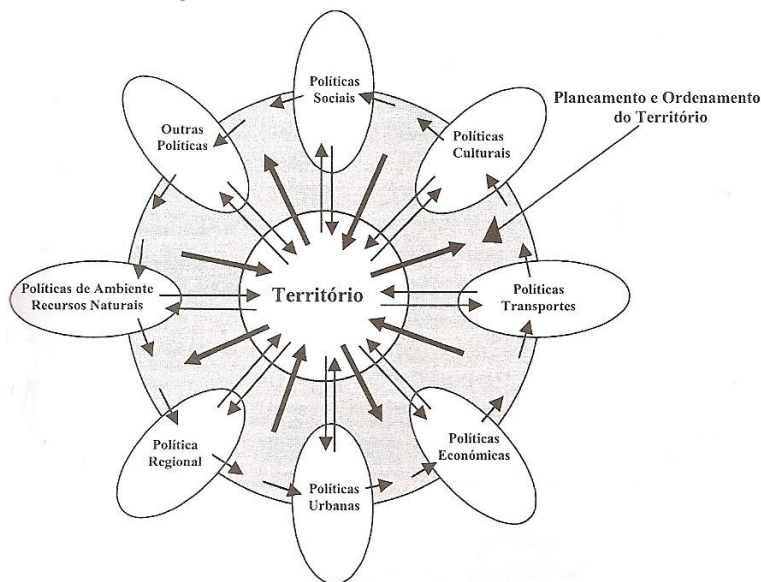 Políticas
Sociais
Planeamento e Ordenamento
do Território
Outras
Políticas
Políticas
Culturais
Políticas de Ambiente
Recursos Naturais
Território
Políticas
Transportes
Política
Regional
Políticas
Económicas
Políticas
Urbanas